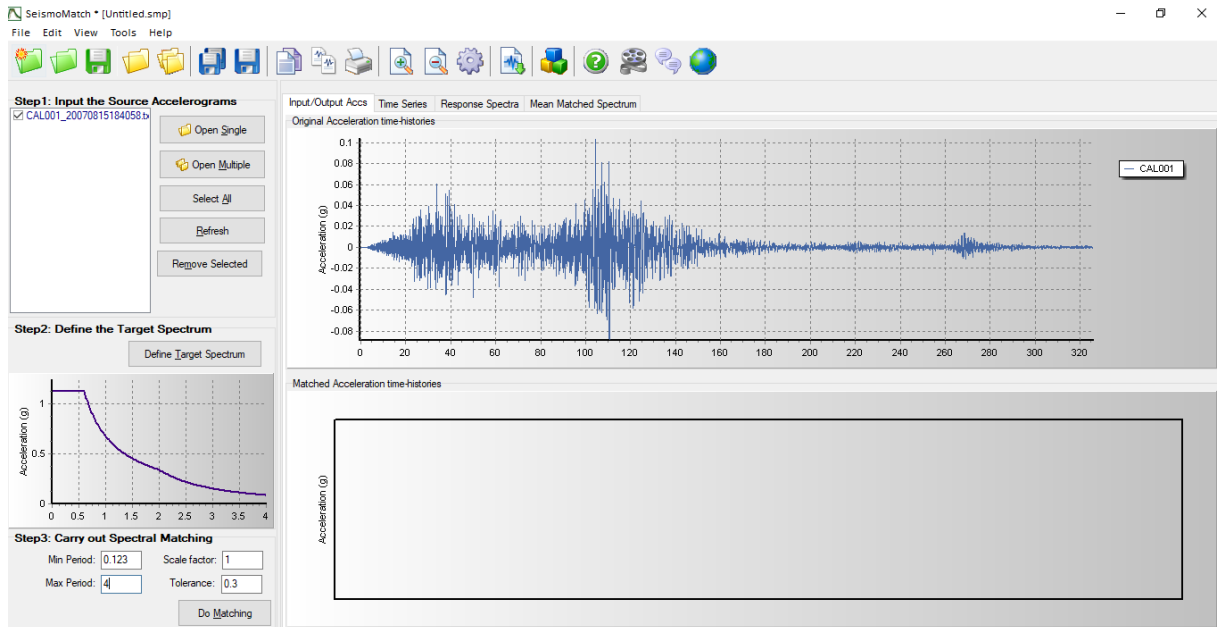 SeismoMatch * [Untitled.smp]
File Edit View Tools Help
Step1: Input the Source Accelerograms
CAL001_20070815184058.tx
Open Single
Open Multiple
Select All
Refresh
Remove Selected
Step2: Define the Target Spectrum
Define Target Spectrum
Acceleration (g)
1
0.5
0
0 0.5 1 1.5 2 2.5 3 3.5 4
Step3: Carry out Spectral Matching
Min Period: 0.123 Scale factor: 1
Max Period: 4 Tolerance: 0.3
Do Matching
Input/Output Accs Time Series Response Spectra Mean Matched Spectrum
Original Acceleration time-histories
Acceleration (g)
0.1
0.08
0.06
0.04
0.02
0
-0.02
-0.04
-0.06
-0.08
0 20 40 60 80 100 120 140 160 180 200 220 240 260 280 300 320
CAL001
Matched Acceleration time-histories
Acceleration (g)